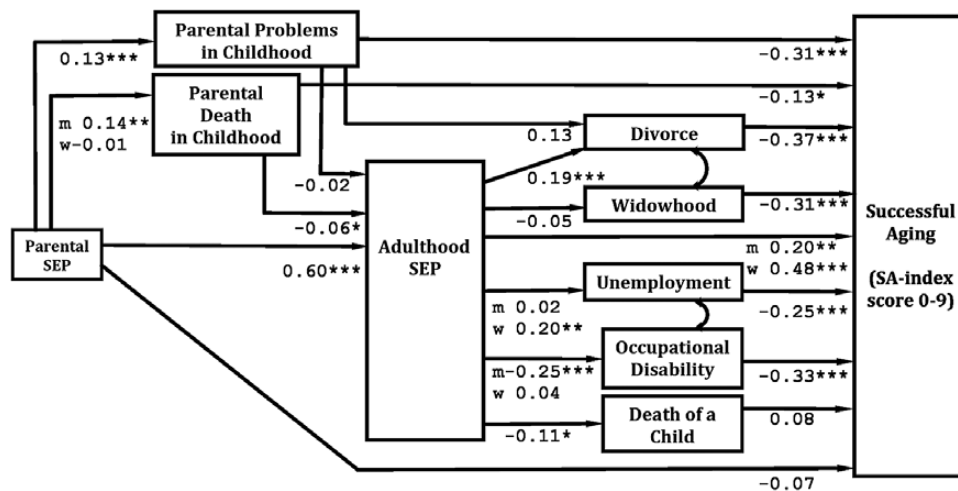 Parental Problems
in Childhood
0.13***
-0.31***
Parental
Death
in Childhood
-0.13*
m 0.14**
w-0.01
0.13
Divorce
-0.37***
-0.02
0.19***
Widowhood
-0.05
-0.31***
-0.06*
Parental
SEP
0.60***
Adulthood
SEP
m 0.20**
w 0.48***
Successful
Aging
(SA-index
score 0-9)
Unemployment
-0.25***
m 0.02
w 0.20**
Occupational
Disability
-0.33***
m-0.25***
w 0.04
Death of a
Child
0.08
-0.11*
-0.07